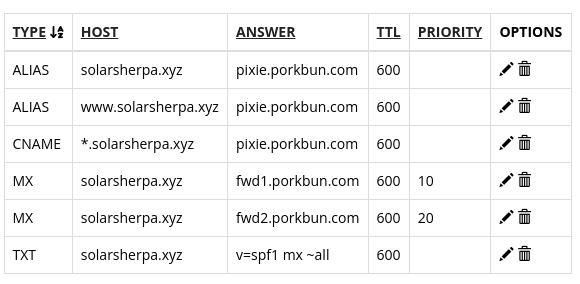 TYPE HOST ANSWER TTL PRIORITY OPTIONS
ALIAS solarsherpa.xyz pixie.porkbun.com 600
ALIAS www.solarsherpa.xyz pixie.porkbun.com 600
CNAME *.solarsherpa.xyz pixie.porkbun.com 600
MX solarsherpa.xyz fwd1.porkbun.com 600 10
MX solarsherpa.xyz fwd2.porkbun.com 600 20
TXT solarsherpa.xyz v=spf1 mx ~all 600